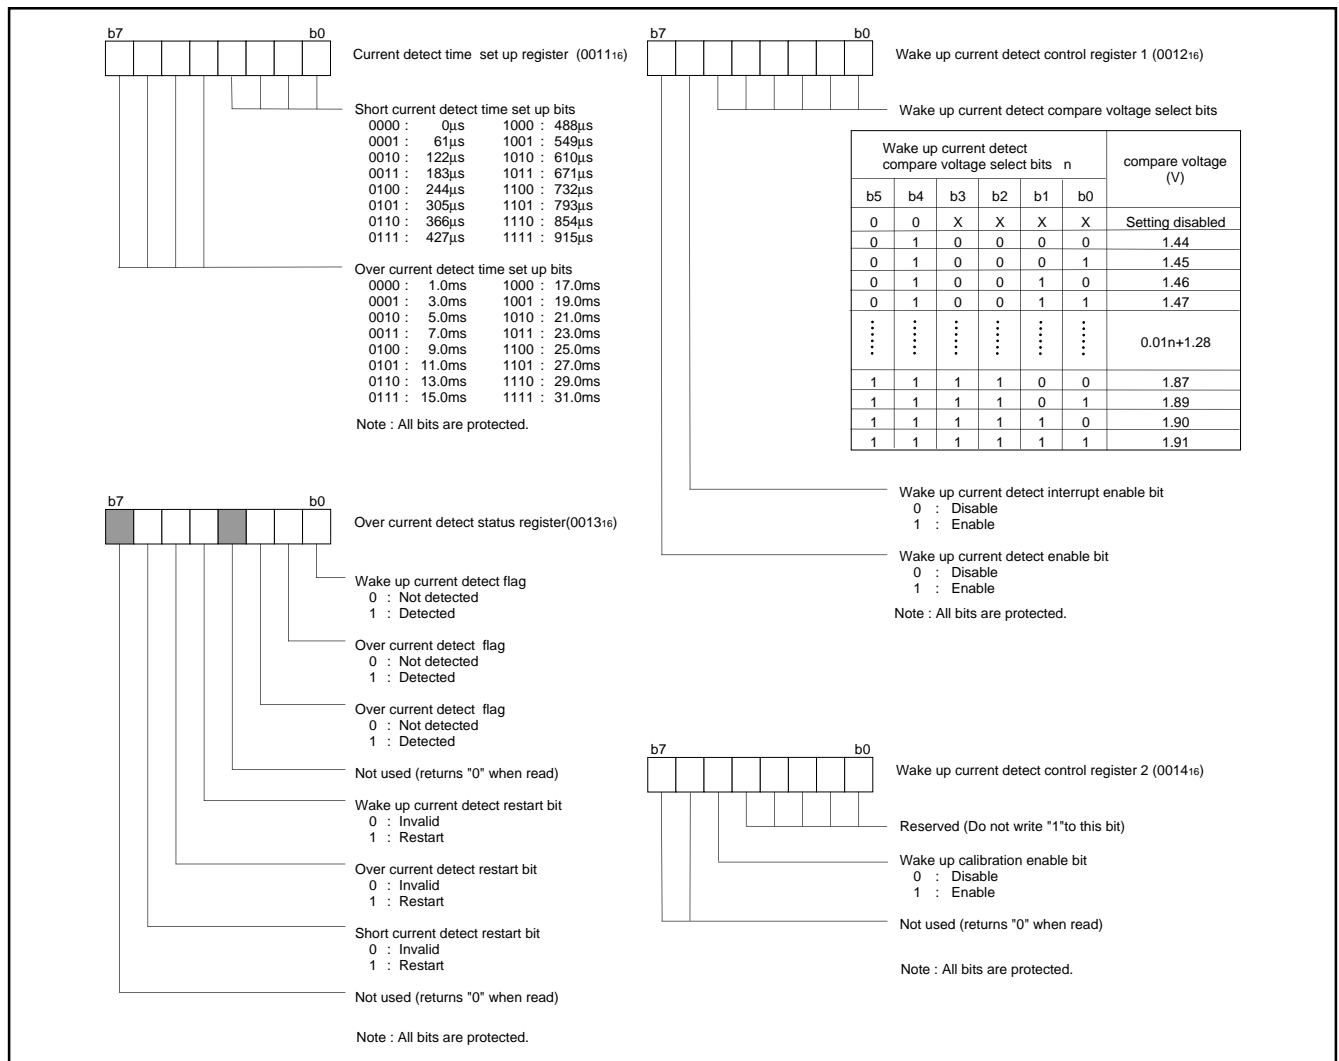 b7 b0
Current detect time set up register (0011₁₆)
Short current detect time set up bits
0000 : 0µs 1000 : 488µs
0001 : 61µs 1001 : 549µs
0010 : 122µs 1010 : 610µs
0011 : 183µs 1011 : 671µs
0100 : 244µs 1100 : 732µs
0101 : 305µs 1101 : 793µs
0110 : 366µs 1110 : 854µs
0111 : 427µs 1111 : 915µs
Over current detect time set up bits
0000 : 1.0ms 1000 : 17.0ms
0001 : 3.0ms 1001 : 19.0ms
0010 : 5.0ms 1010 : 21.0ms
0011 : 7.0ms 1011 : 23.0ms
0100 : 9.0ms 1100 : 25.0ms
0101 : 11.0ms 1101 : 27.0ms
0110 : 13.0ms 1110 : 29.0ms
0111 : 15.0ms 1111 : 31.0ms
Note : All bits are protected.
b7 b0
Over current detect status register(0013₁₆)
Wake up current detect flag
0 : Not detected
1 : Detected
Over current detect flag
0 : Not detected
1 : Detected
Over current detect flag
0 : Not detected
1 : Detected
Not used (returns "0" when read)
Wake up current detect restart bit
0 : Invalid
1 : Restart
Over current detect restart bit
0 : Invalid
1 : Restart
Short current detect restart bit
0 : Invalid
1 : Restart
Not used (returns "0" when read)
Note : All bits are protected.
b7 b0
Wake up current detect control register 1 (0012₁₆)
Wake up current detect compare voltage select bits
Wake up current detect
compare voltage select bits n
compare voltage
(V)
b5 b4 b3 b2 b1 b0
0 0 X X X X Setting disabled
0 1 0 0 0 0 1.44
0 1 0 0 0 1 1.45
0 1 0 0 1 0 1.46
0 1 0 0 1 1 1.47
0.01n+1.28
1 1 1 1 0 0 1.87
1 1 1 1 0 1 1.89
1 1 1 1 1 0 1.90
1 1 1 1 1 1 1.91
Wake up current detect interrupt enable bit
0 : Disable
1 : Enable
Wake up current detect enable bit
0 : Disable
1 : Enable
Note : All bits are protected.
b7 b0
Wake up current detect control register 2 (0014₁₆)
Reserved (Do not write "1"to this bit)
Wake up calibration enable bit
0 : Disable
1 : Enable
Not used (returns "0" when read)
Note : All bits are protected.